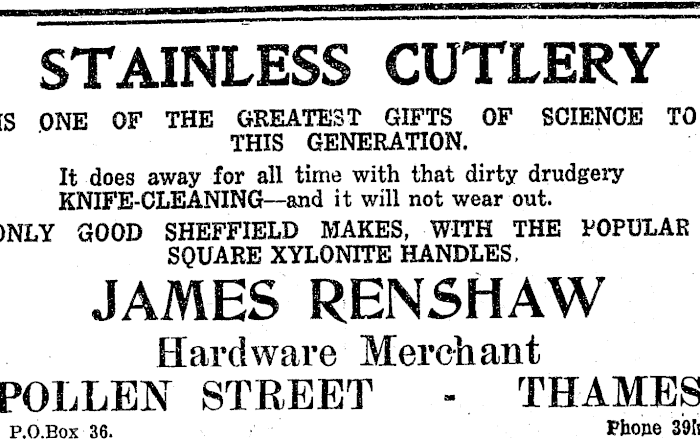 STAINLESS CUTLERY
IS ONE OF THE GREATEST GIFTS OF SCIENCE TO
THIS GENERATION.
It does away for all time with that dirty drudgery
KNIFE-CLEANING—and it will not wear out.
ONLY GOOD SHEFFIELD MAKES, WITH THE POPULAR
SQUARE XYLONITE HANDLES.
JAMES RENSHAW
Hardware Merchant
POLLEN STREET - THAMES
P.O.Box 36. Phone